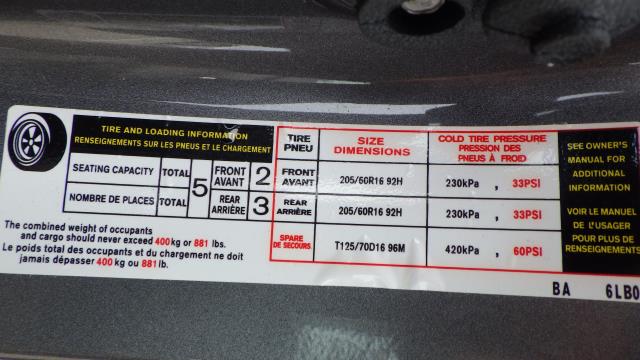 TIRE AND LOADING INFORMATION
RENSEIGNEMENTS SUR LES PNEUS ET LE CHARGEMENT
SEATING CAPACITY TOTAL 5 FRONT AVANT 2
NOMBRE DE PLACES TOTAL REAR ARRIÈRE 3
The combined weight of occupants
and cargo should never exceed 400 kg or 881 lbs.
Le poids total des occupants et du chargement ne doit
jamais dépasser 400 kg ou 881 lb.
TIRE PNEU SIZE DIMENSIONS COLD TIRE PRESSURE PRESSION DES PNEUS À FROID
FRONT AVANT 205/60R16 92H 230kPa , 33PSI
REAR ARRIÈRE 205/60R16 92H 230kPa , 33PSI
SPARE DE SECOURS T125/70D16 96M 420kPa , 60PSI
SEE OWNER'S
MANUAL FOR
ADDITIONAL
INFORMATION
VOIR LE MANUEL
DE L'USAGER
POUR PLUS DE
RENSEIGNEMENTS
BA 6LB0